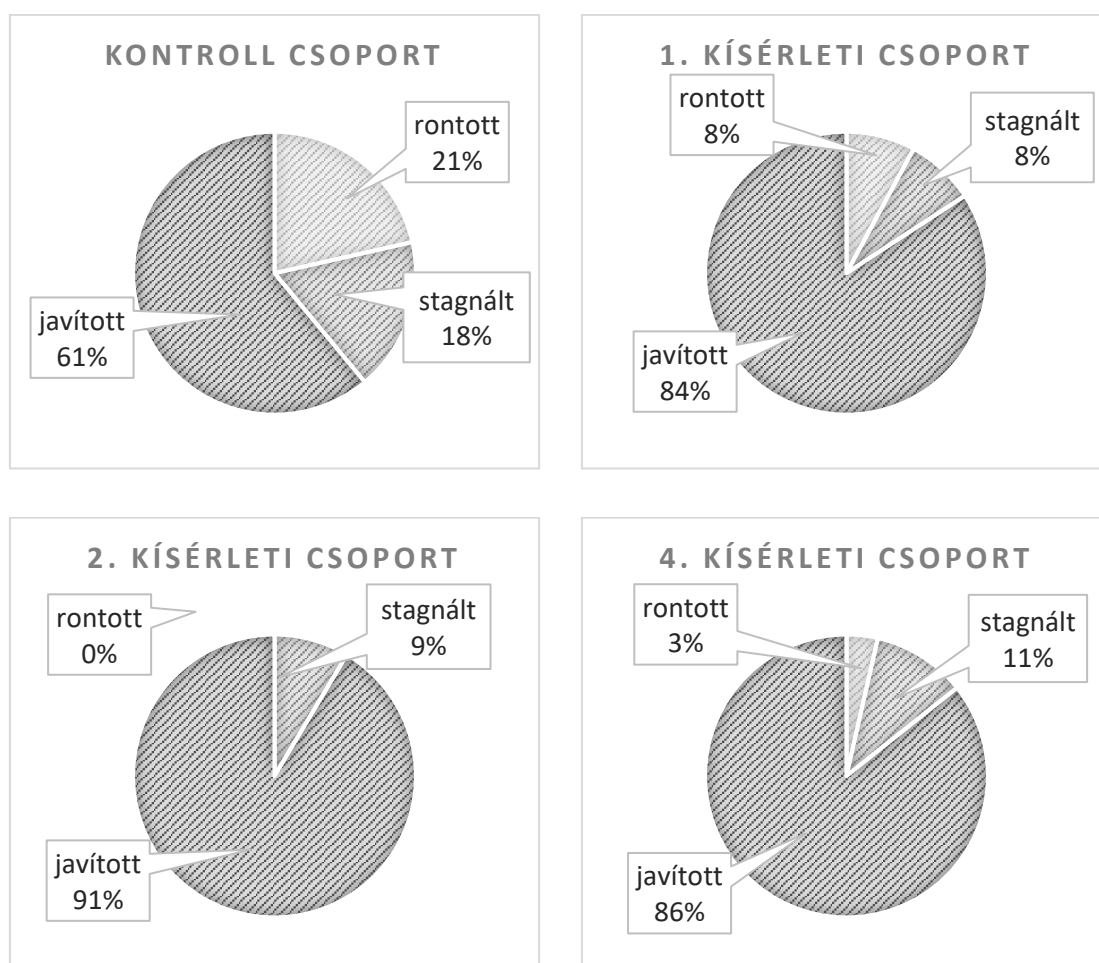 KONTROLL CSOPORT
rontott
21%
stagnált
18%
javított
61%
1. KÍSÉRLETI CSOPORT
rontott
8%
stagnált
8%
javított
84%
2. KÍSÉRLETI CSOPORT
rontott
0%
stagnált
9%
javított
91%
4. KÍSÉRLETI CSOPORT
rontott
3%
stagnált
11%
javított
86%